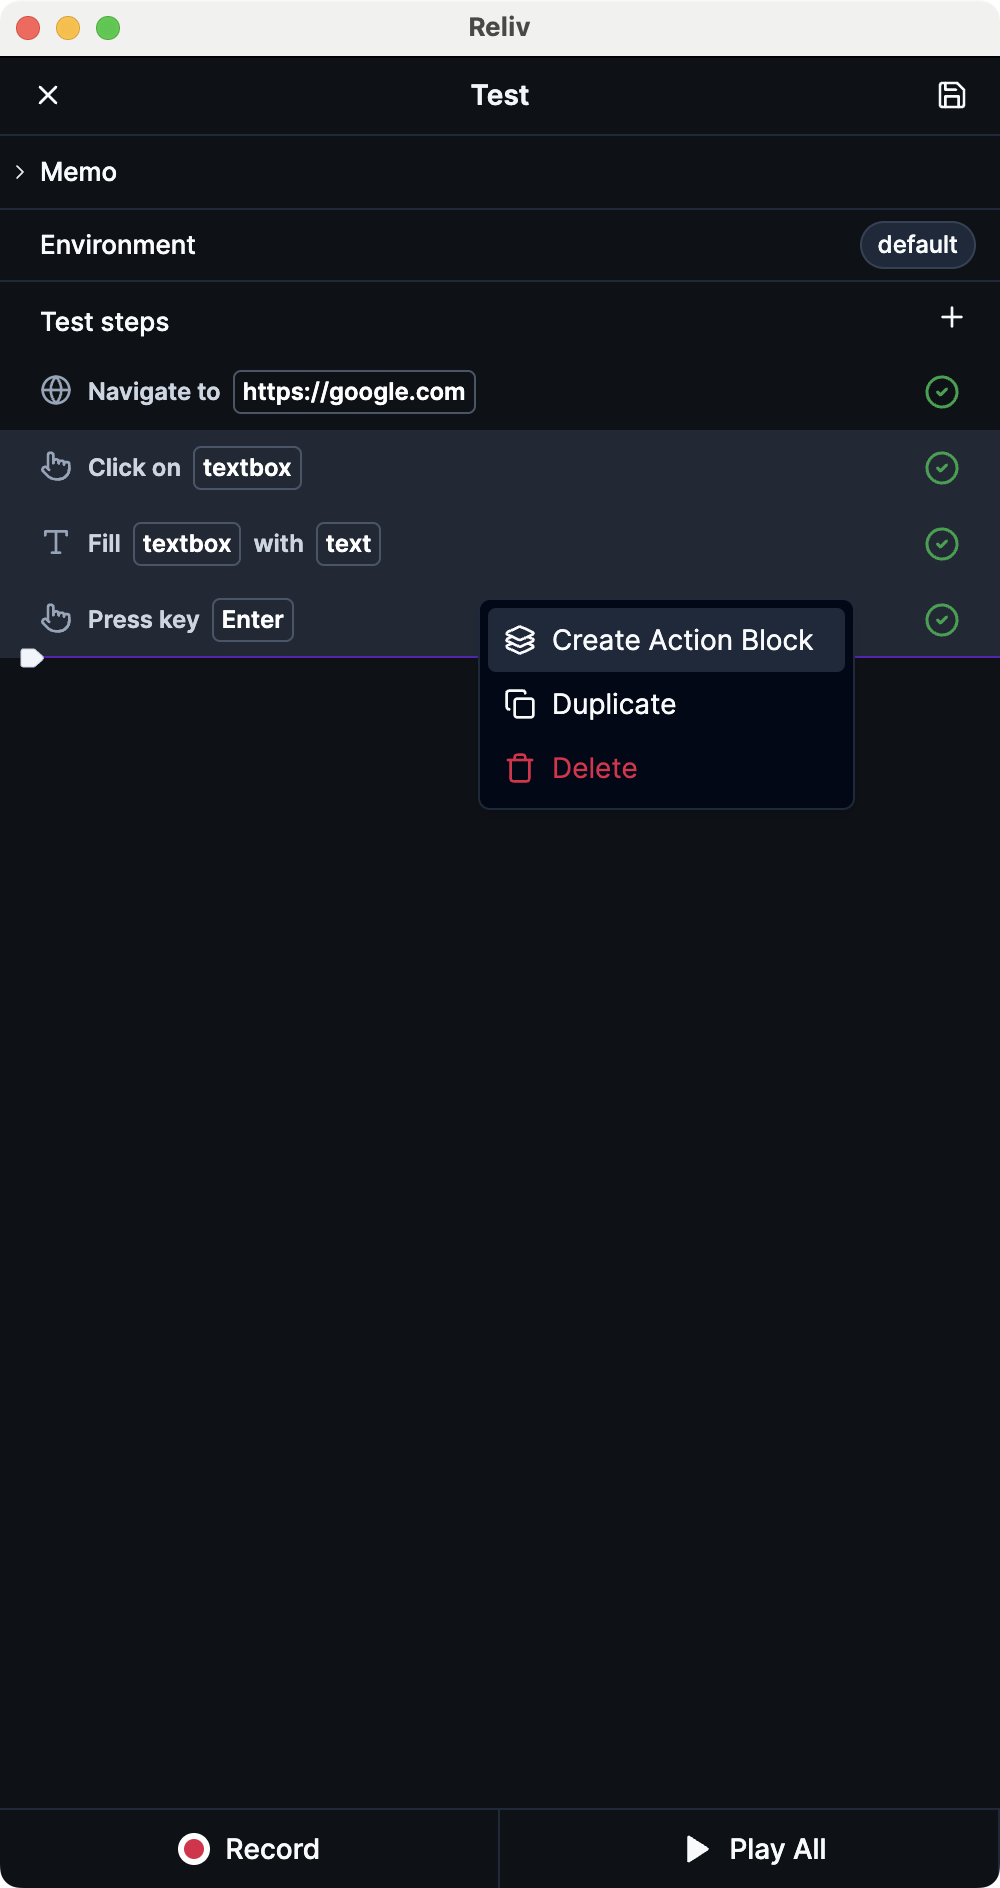 Reliv
Test
Memo
Environment default
Test steps
Navigate to https://google.com
Click on textbox
Fill textbox with text
Press key Enter
Create Action Block
Duplicate
Delete
Record Play All